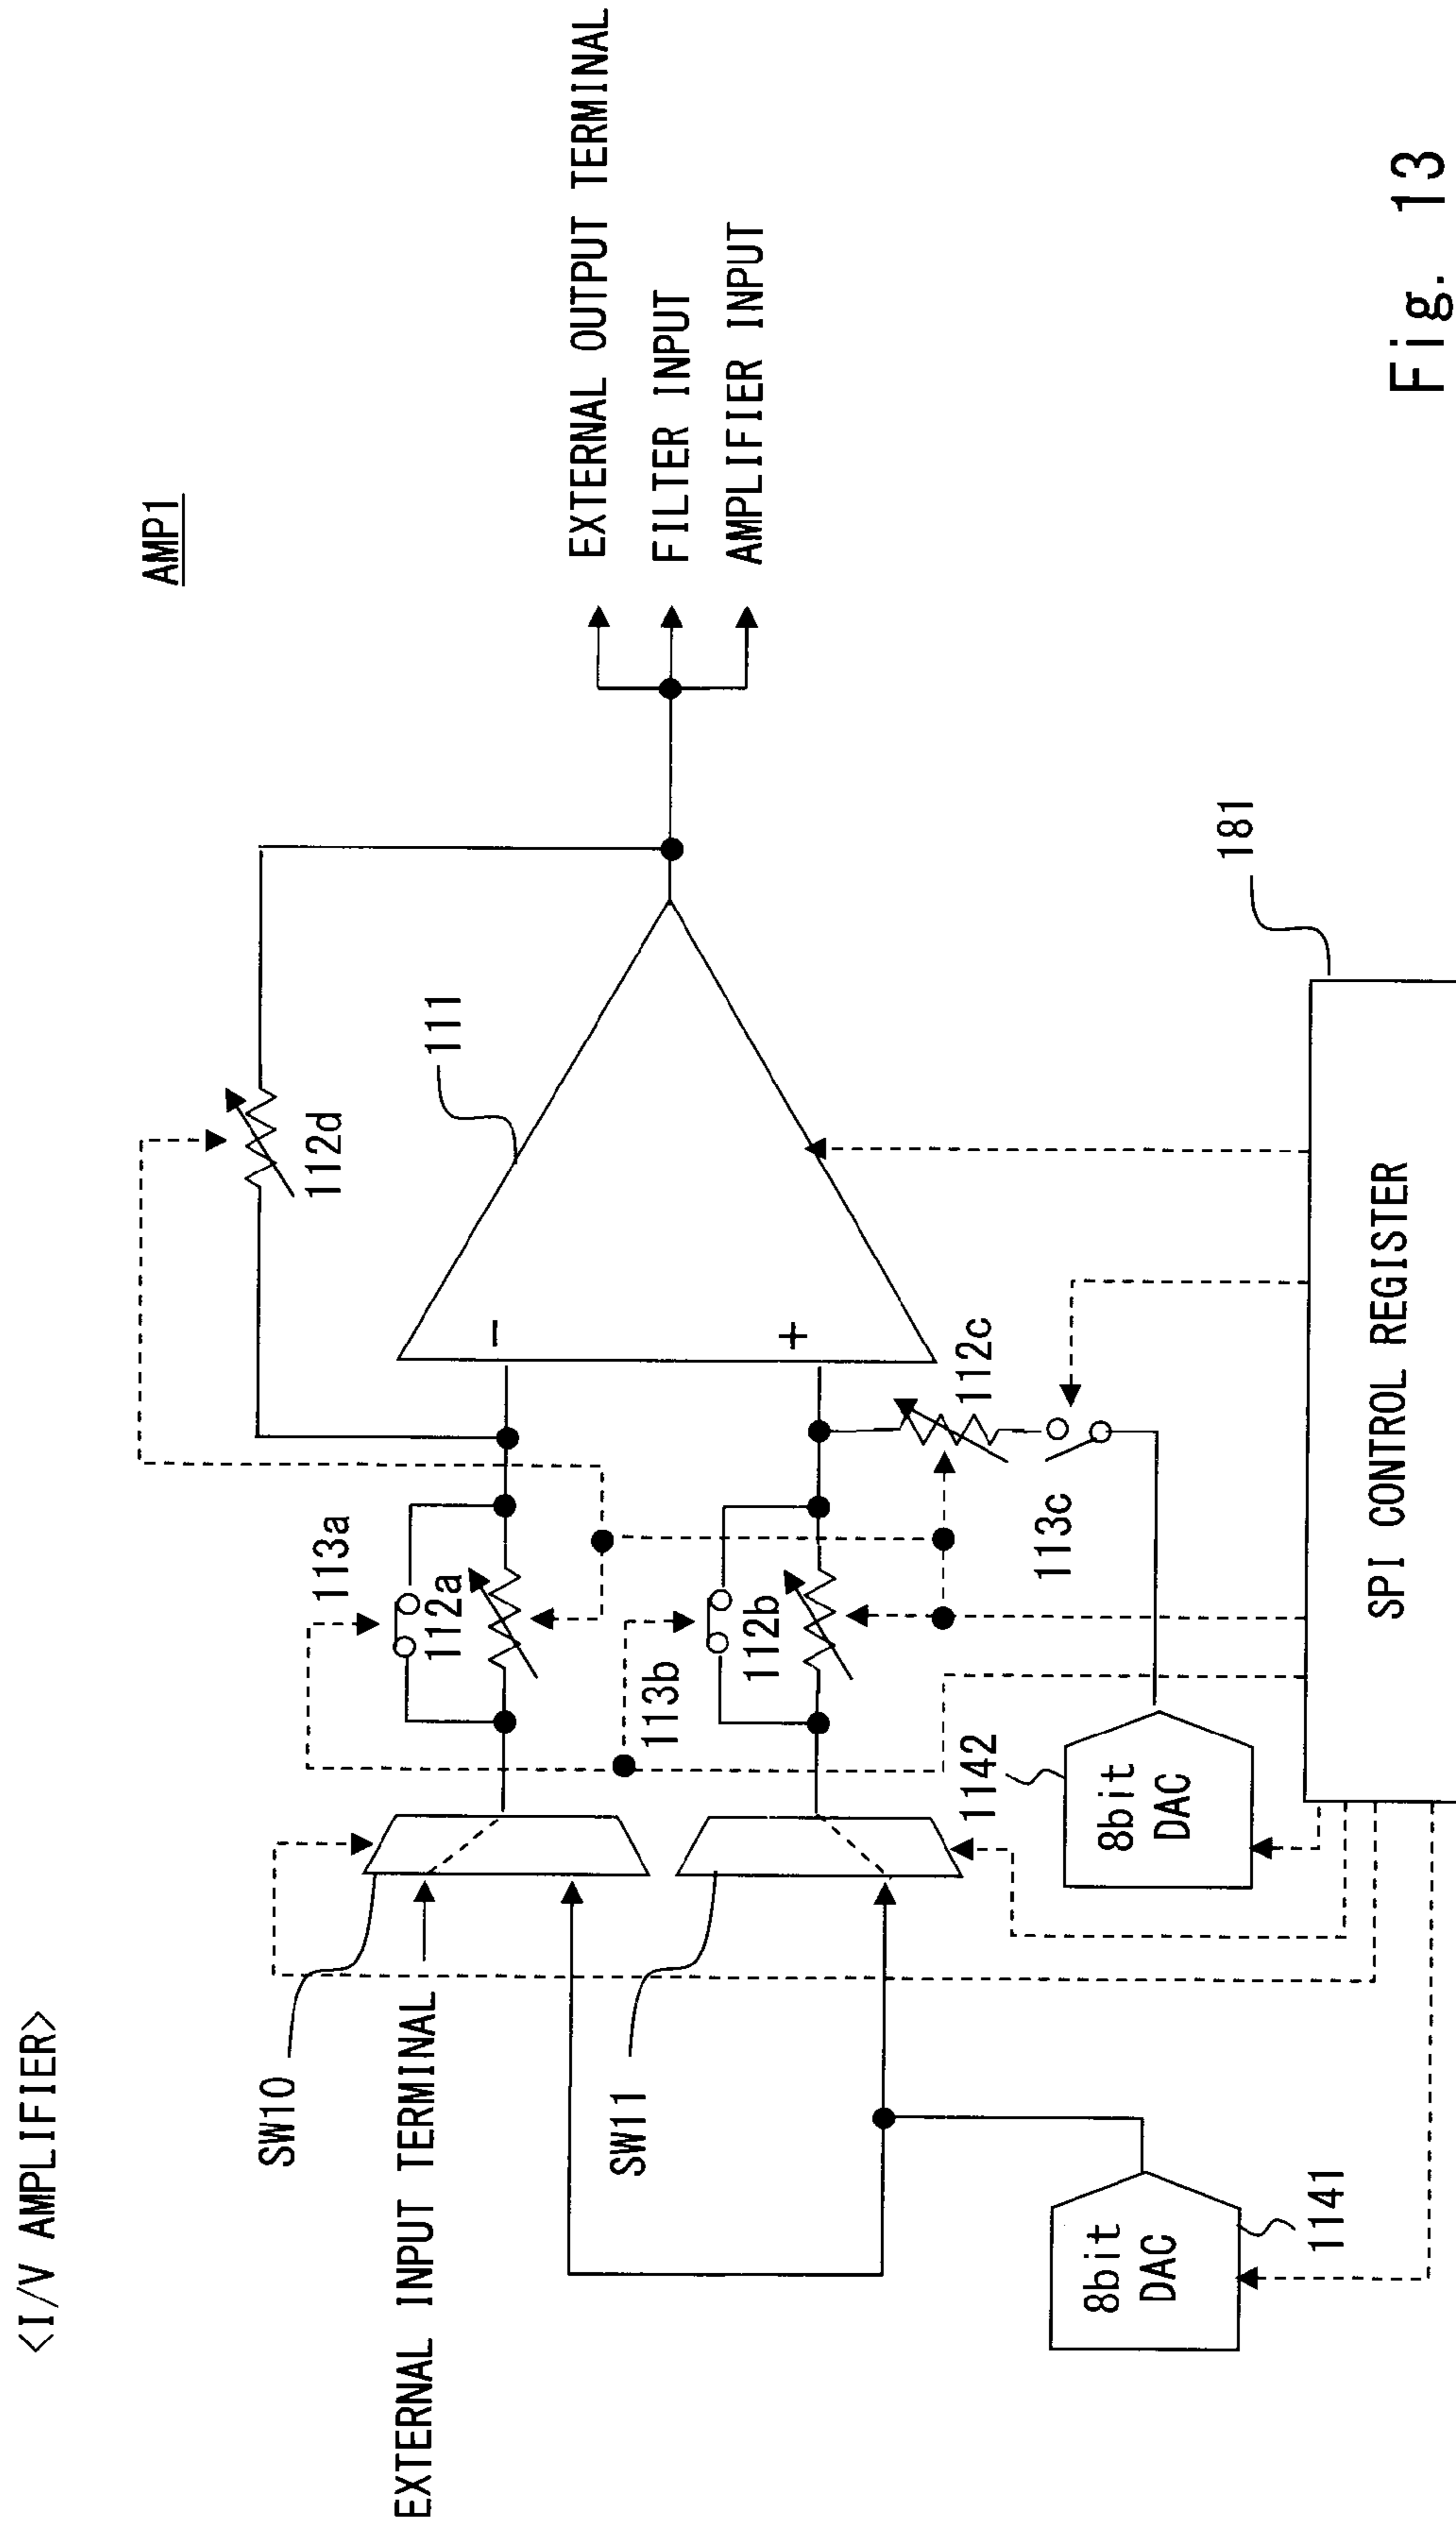 <I/V AMPLIFIER>
AMP1
SW10
EXTERNAL INPUT TERMINAL
SW11
113a
112a
113b
112b
112d
111
-
+
112c
113c
EXTERNAL OUTPUT TERMINAL
FILTER INPUT
AMPLIFIER INPUT
8bit
DAC
1141
8bit
DAC
1142
181
SPI CONTROL REGISTER
Fig. 13